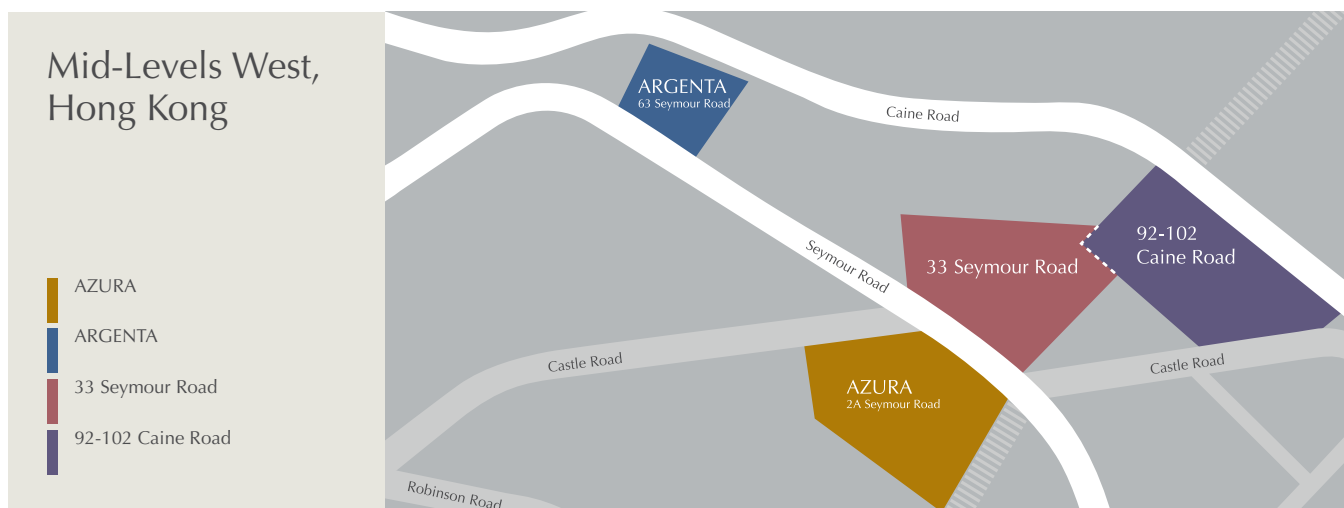 Mid-Levels West,
Hong Kong
AZURA
ARGENTA
33 Seymour Road
92-102 Caine Road
ARGENTA
63 Seymour Road
Caine Road
92-102
Caine Road
33 Seymour Road
Seymour Road
Castle Road
Castle Road
AZURA
2A Seymour Road
Robinson Road